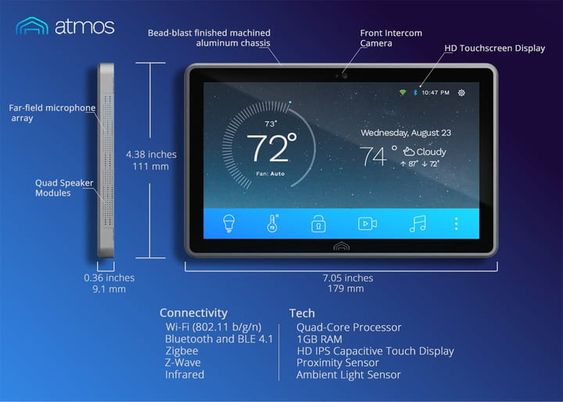 atmos
Bead-blast finished machined
aluminum chassis
Front Intercom
Camera
HD Touchscreen Display
Far-field microphone
array
Quad Speaker
Modules
4.38 inches
111 mm
10:47 PM
73°
72°
Fan: Auto
Wednesday, August 23
74° Cloudy
↑ 87° ↓ 72°
0.36 inches
9.1 mm
7.05 inches
179 mm
Connectivity
Wi-Fi (802.11 b/g/n)
Bluetooth and BLE 4.1
Zigbee
Z-Wave
Infrared
Tech
Quad-Core Processor
1GB RAM
HD IPS Capacitive Touch Display
Proximity Sensor
Ambient Light Sensor